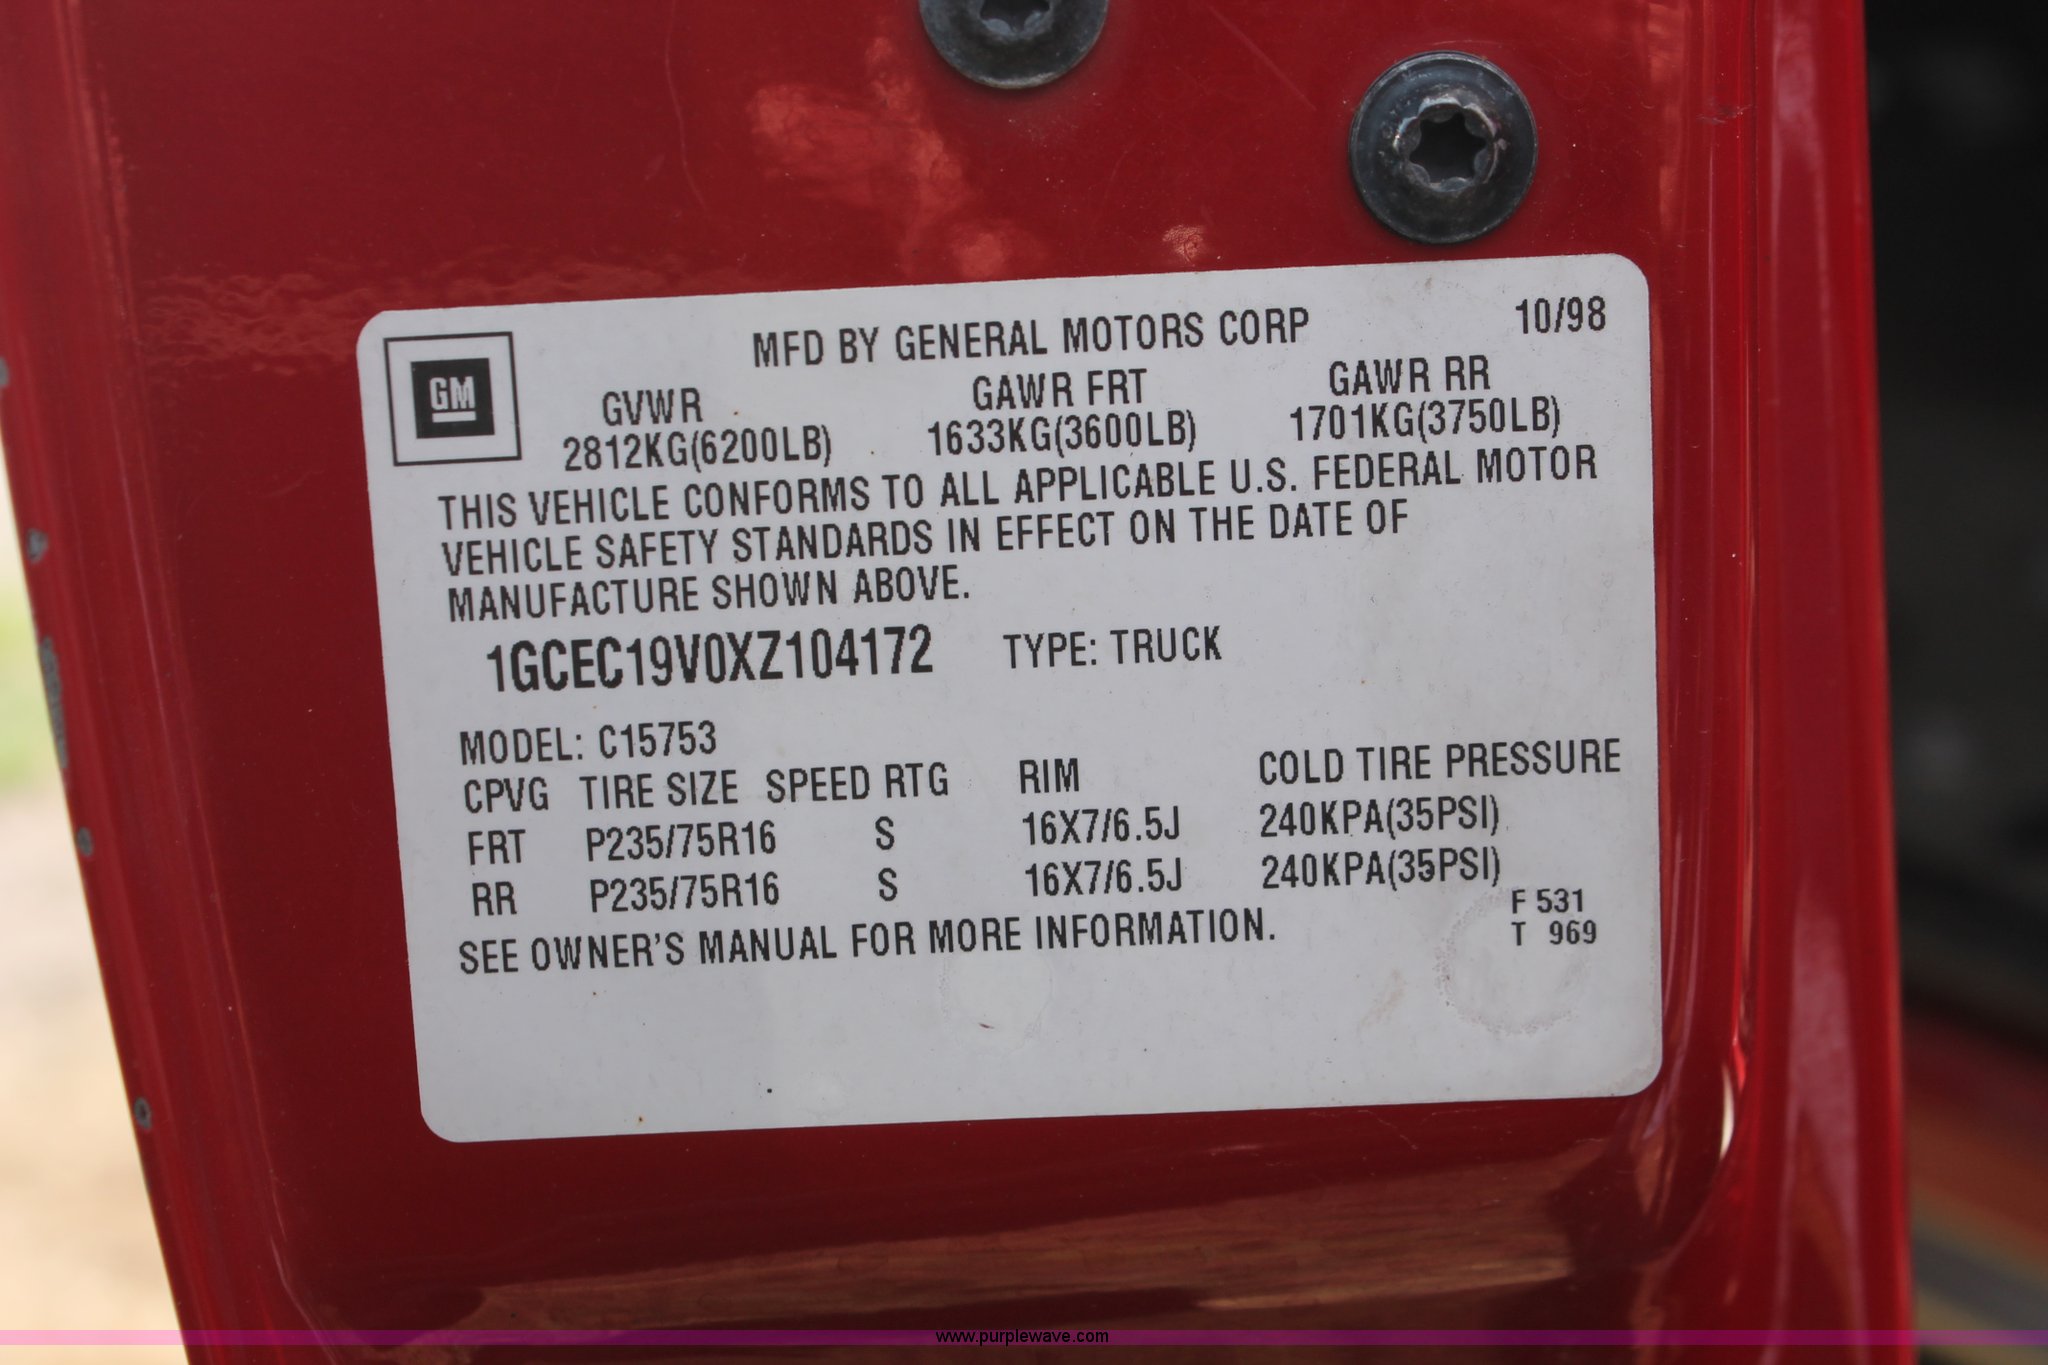 MFD BY GENERAL MOTORS CORP 10/98
GM
GVWR GAWR FRT GAWR RR
2812KG(6200LB) 1633KG(3600LB) 1701KG(3750LB)
THIS VEHICLE CONFORMS TO ALL APPLICABLE U.S. FEDERAL MOTOR
VEHICLE SAFETY STANDARDS IN EFFECT ON THE DATE OF
MANUFACTURE SHOWN ABOVE.
1GCEC19V0XZ104172 TYPE: TRUCK
MODEL: C15753
CPVG TIRE SIZE SPEED RTG RIM COLD TIRE PRESSURE
FRT P235/75R16 S 16X7/6.5J 240KPA(35PSI)
RR P235/75R16 S 16X7/6.5J 240KPA(35PSI)
SEE OWNER'S MANUAL FOR MORE INFORMATION.
F 531
T 969
www.purplewave.com